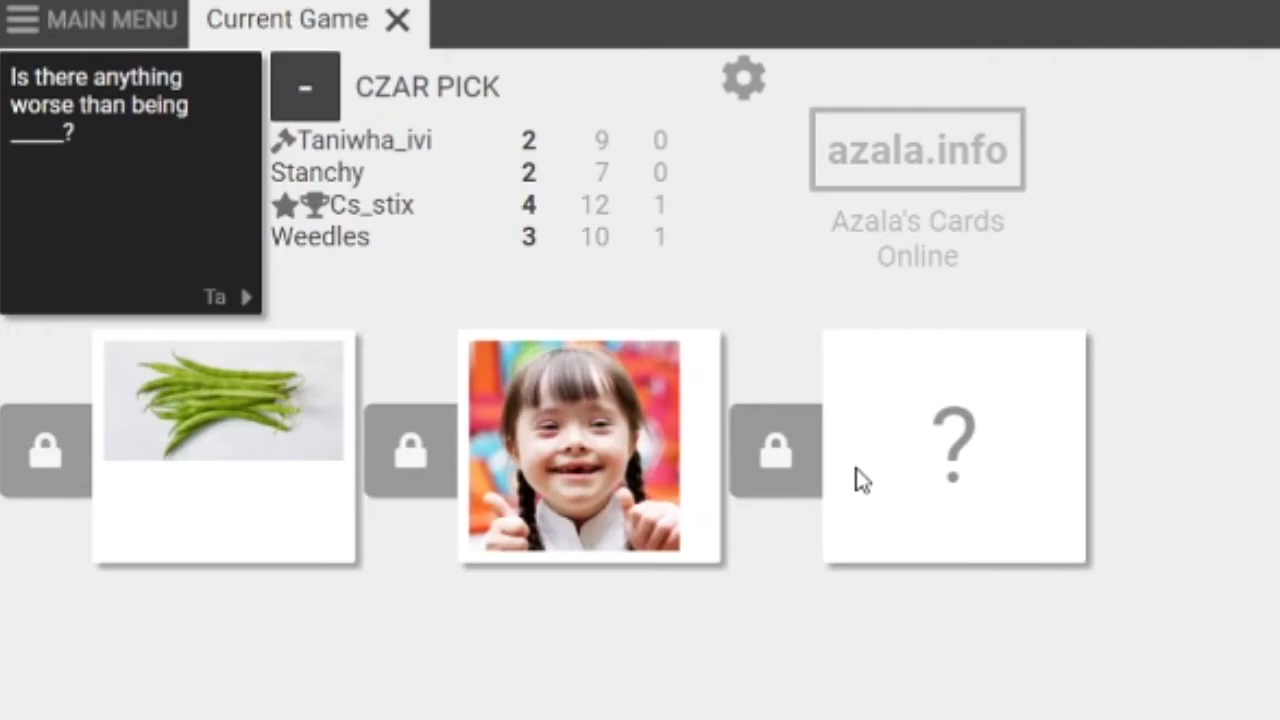 MAIN MENU
Current Game
Is there anything
worse than being
____?
Ta
-
CZAR PICK
Taniwha_ivi 2 9 0
Stanchy 2 7 0
Cs_stix 4 12 1
Weedles 3 10 1
azala.info
Azala's Cards
Online
?